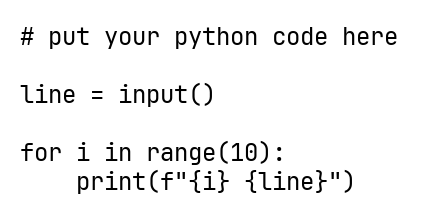 # put your python code here

line = input()

for i in range(10):
    print(f"{i} {line}")